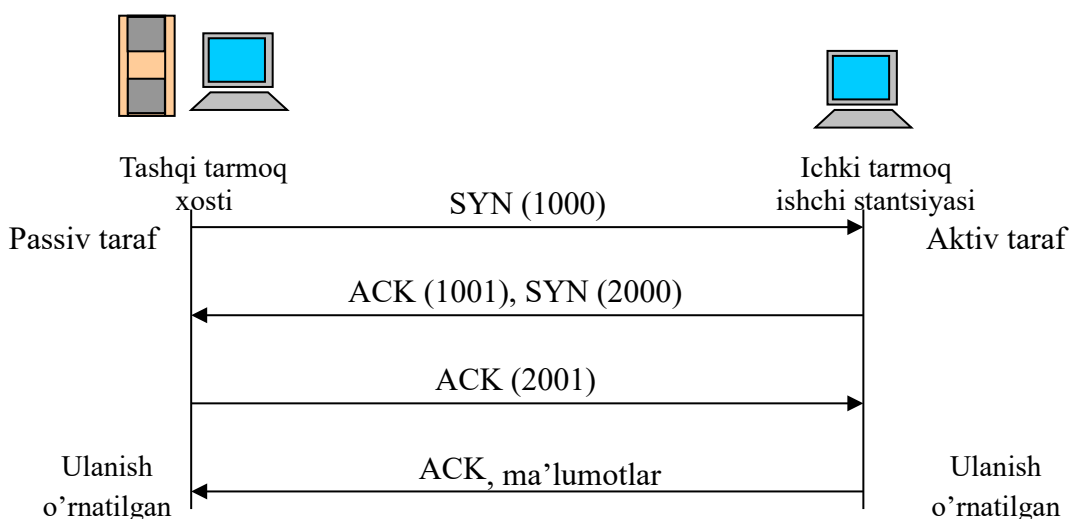 Tashqi tarmoq
xosti
Ichki tarmoq
ishchi stantsiyasi
SYN (1000)
Passiv taraf
Aktiv taraf
ACK (1001), SYN (2000)
ACK (2001)
ACK, ma’lumotlar
Ulanish
o’rnatilgan
Ulanish
o’rnatilgan